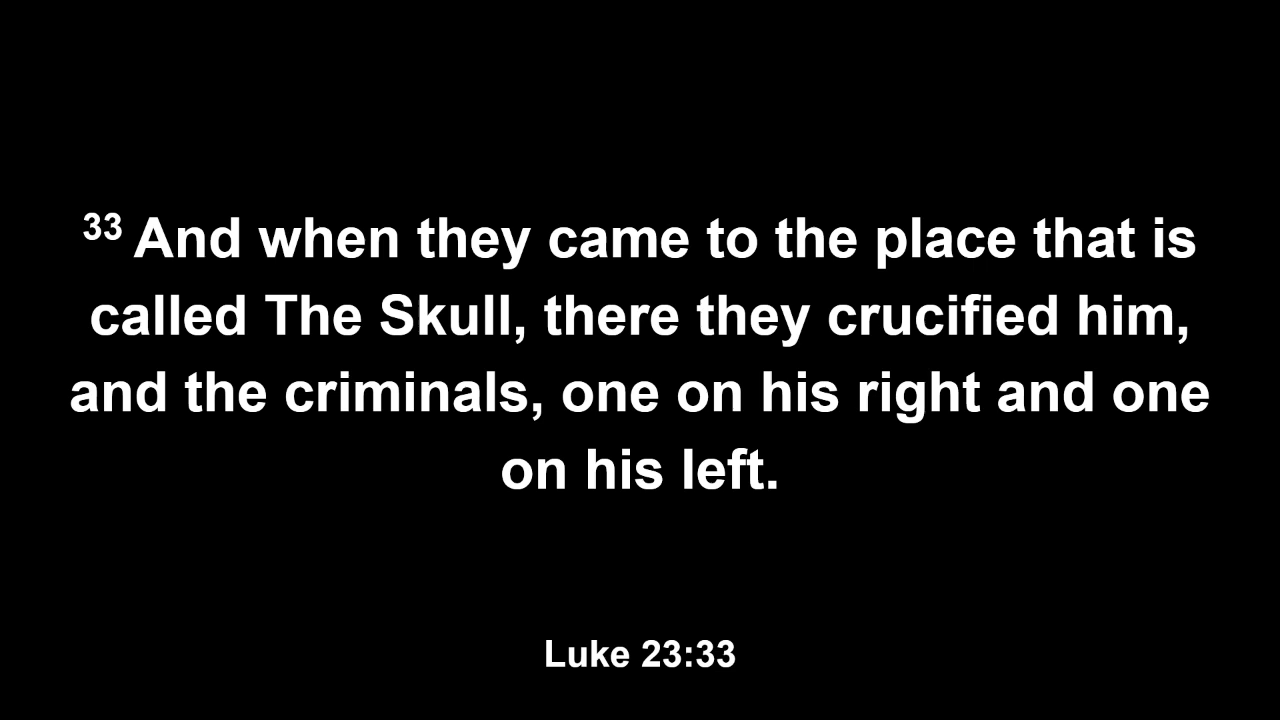 33 And when they came to the place that is
called The Skull, there they crucified him,
and the criminals, one on his right and one
on his left.
Luke 23:33